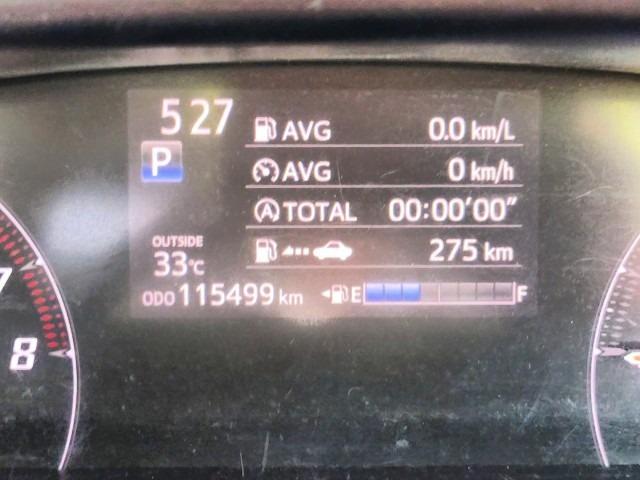 5 27
AVG 0.0 km/L
P
AVG 0 km/h
TOTAL 00:00'00"
OUTSIDE
33°C
275 km
ODO 115499 km
E F
7
8